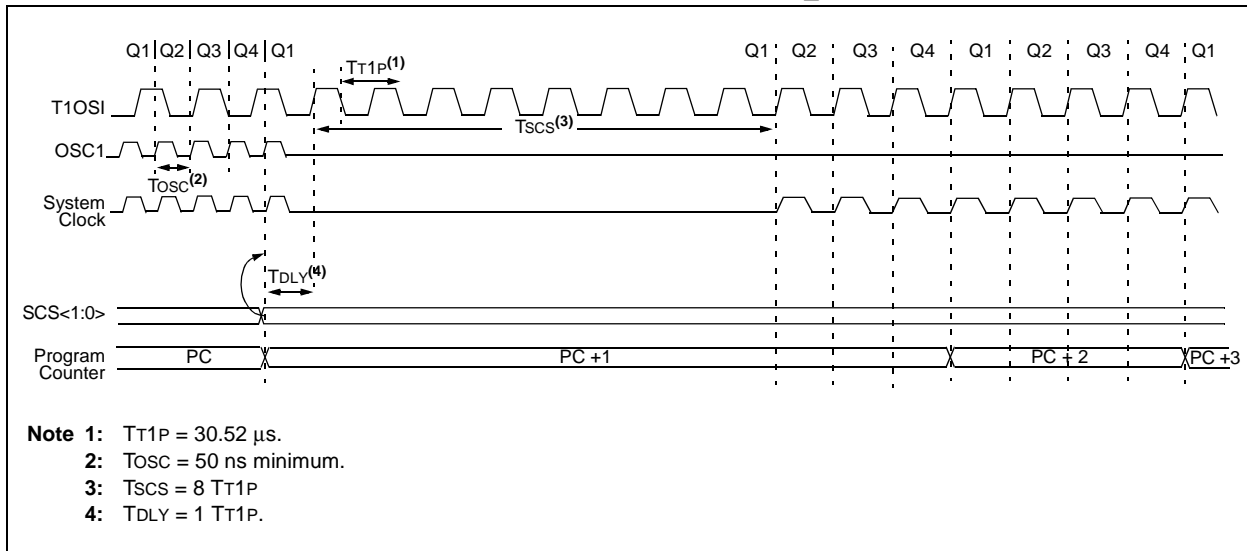 Q1 Q2 Q3 Q4 Q1 Q1 Q2 Q3 Q4 Q1 Q2 Q3 Q4 Q1
TT1P(1)
T1OSI
TSCS(3)
OSC1
TOSC(2)
System
Clock
TDLY(4)
SCS<1:0>
Program
Counter
PC PC +1 PC + 2 PC +3
Note 1: TT1P = 30.52 μs.
2: TOSC = 50 ns minimum.
3: TSCS = 8 TT1P
4: TDLY = 1 TT1P.